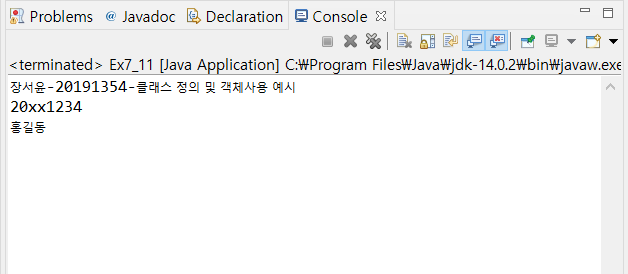 Problems @ Javadoc Declaration Console
<terminated> Ex7_11 [Java Application] C:₩Program Files₩Java₩jdk-14.0.2₩bin₩javaw.exe
장서윤-20191354-클래스 정의 및 객체사용 예시
20xx1234
홍길동